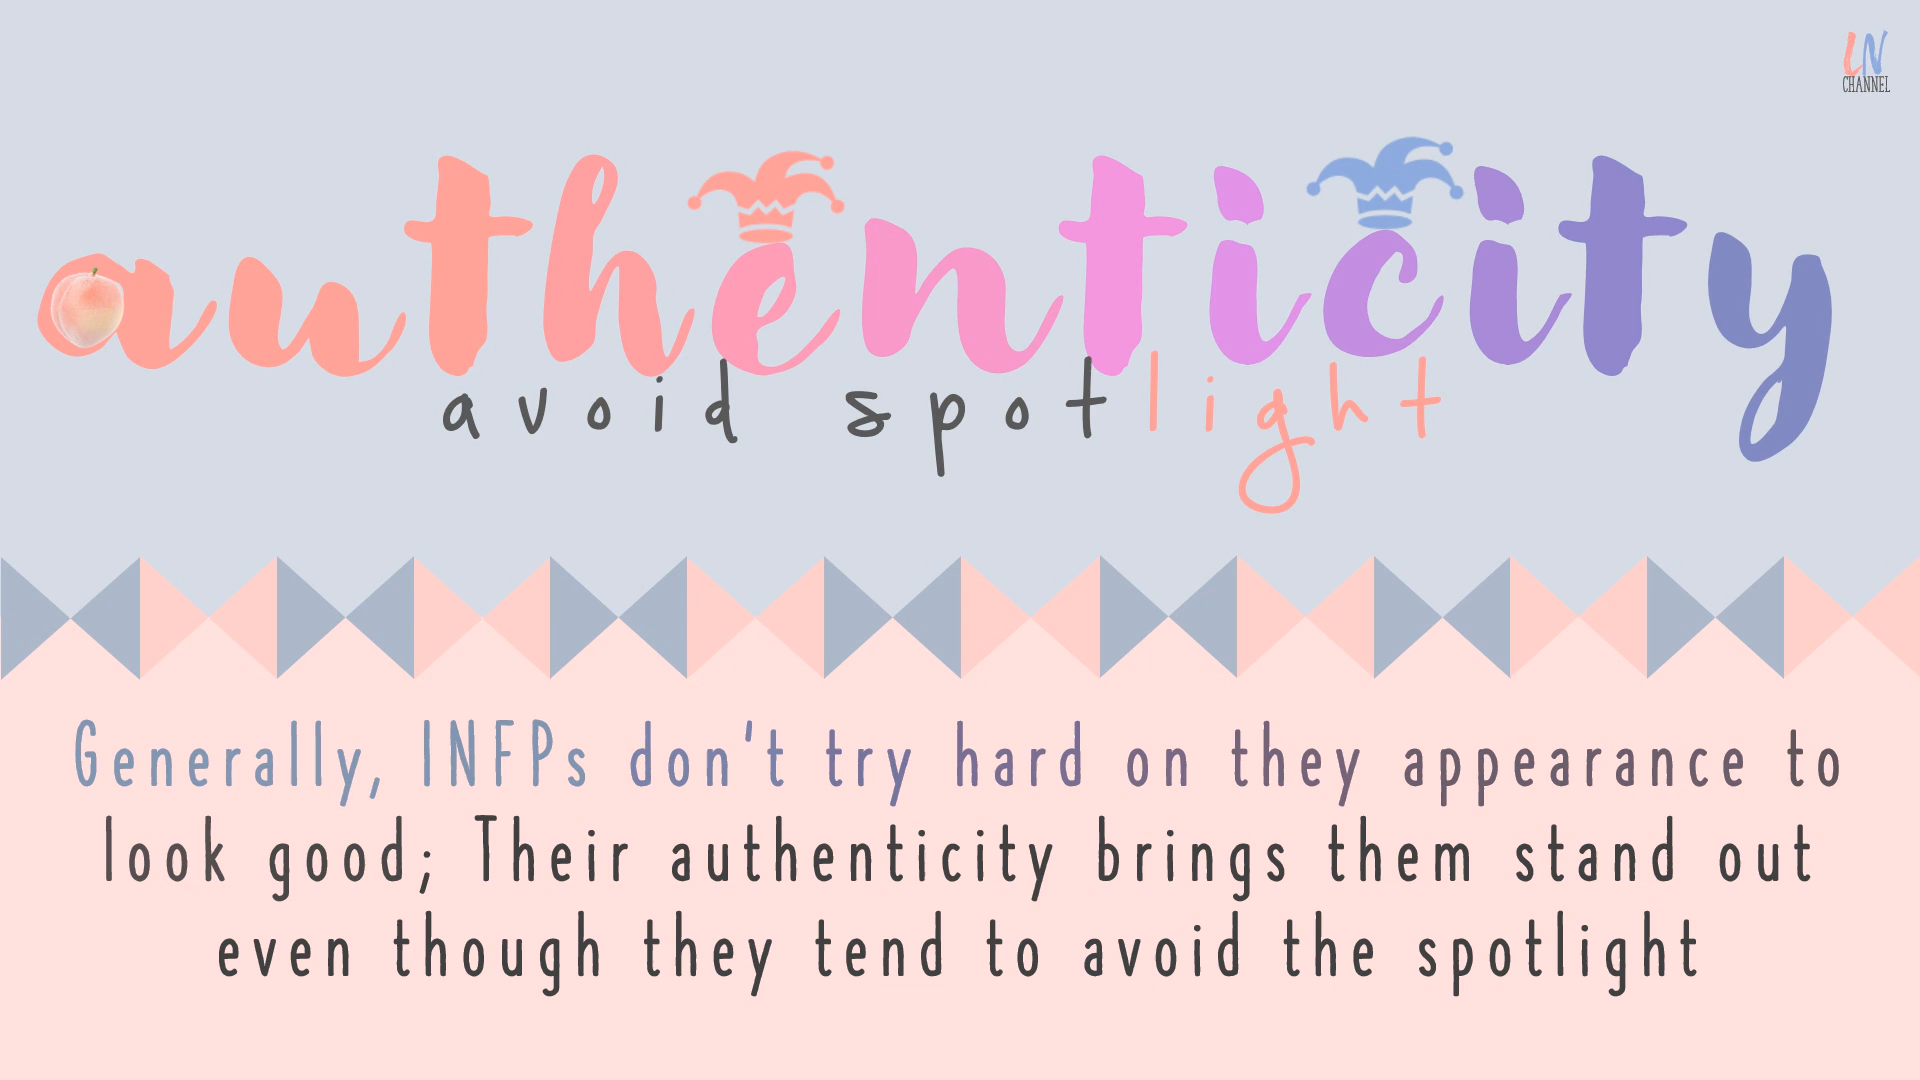 LN
CHANNEL
authenticity
avoid spotlight
Generally, INFPs don't try hard on they appearance to
look good; Their authenticity brings them stand out
even though they tend to avoid the spotlight